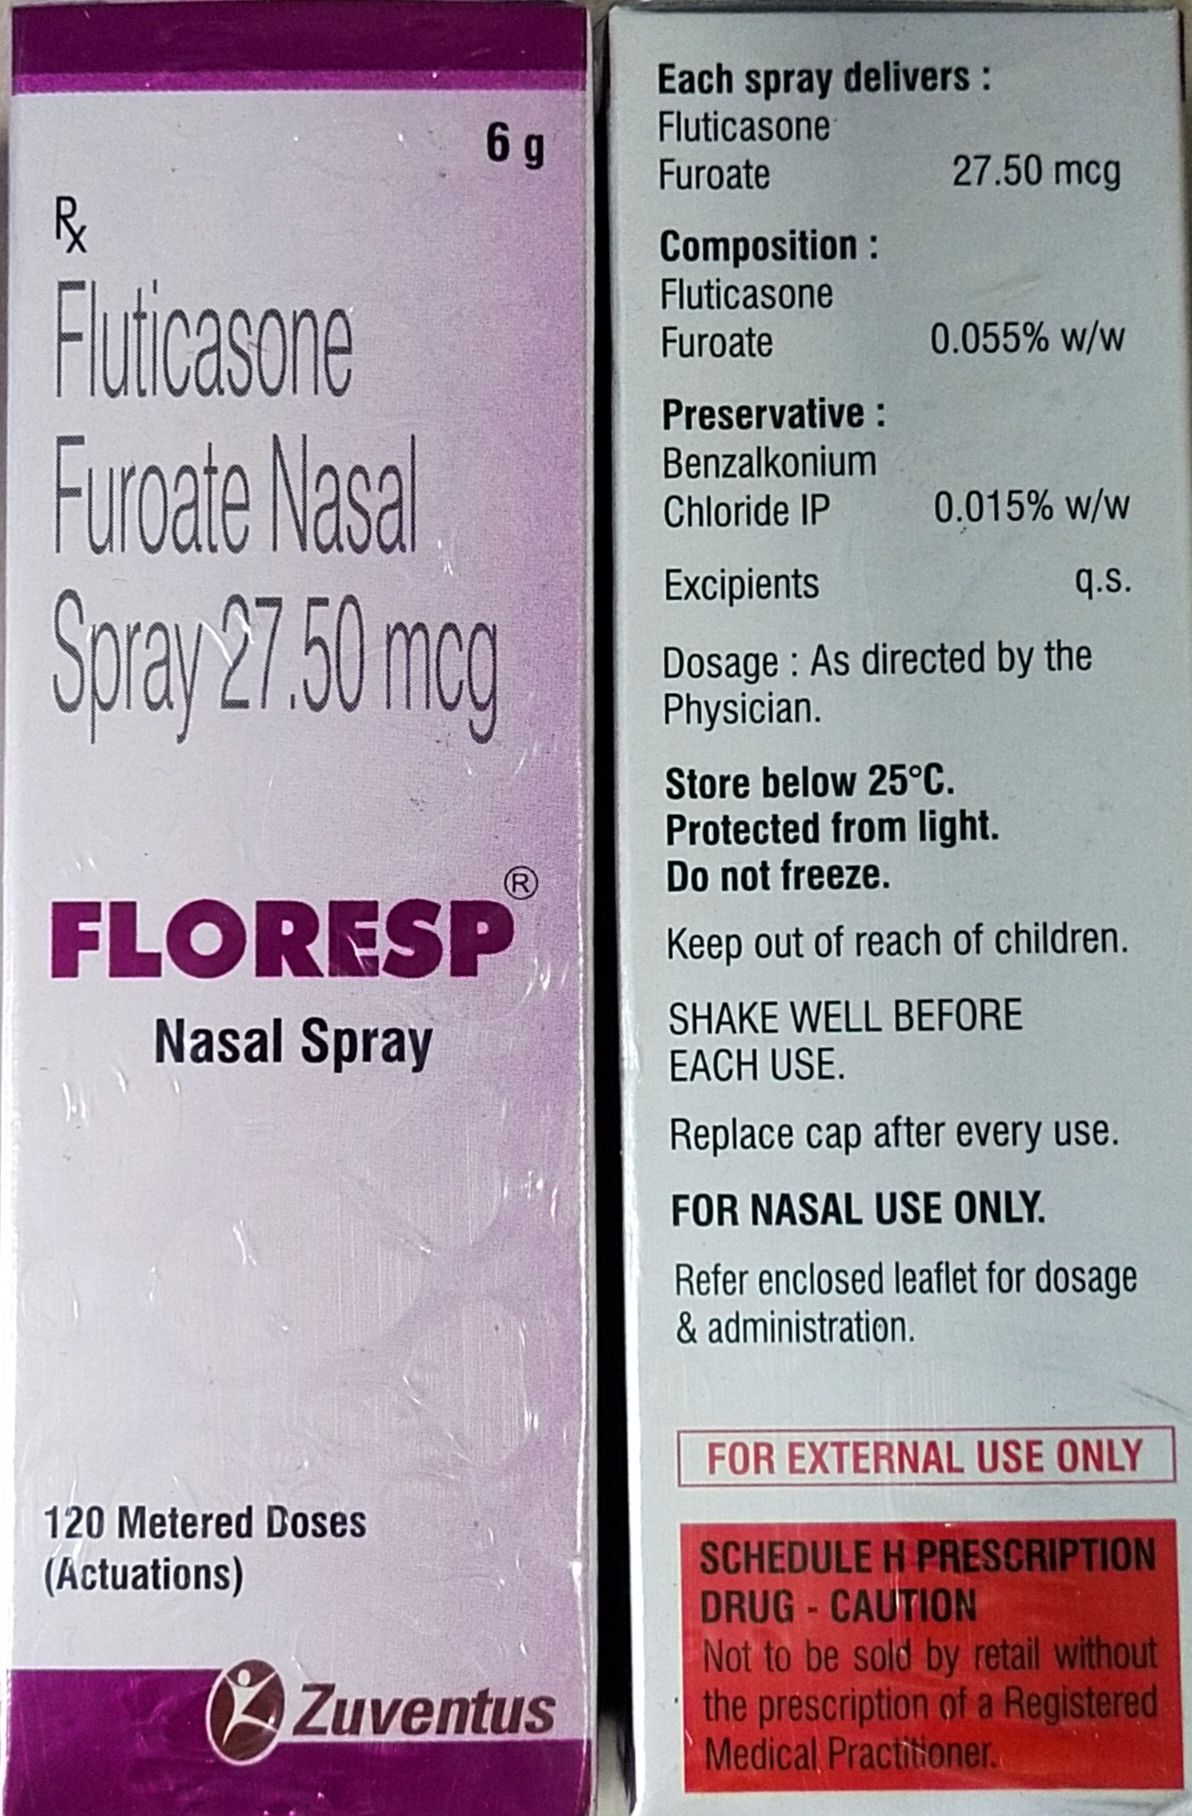 6 g
Rx
Fluticasone
Furoate Nasal
Spray 27.50 mcg
FLORESP®
Nasal Spray
120 Metered Doses
(Actuations)
Zuventus
Each spray delivers :
Fluticasone
Furoate 27.50 mcg
Composition :
Fluticasone
Furoate 0.055% w/w
Preservative :
Benzalkonium
Chloride IP 0.015% w/w
Excipients q.s.
Dosage : As directed by the
Physician.
Store below 25°C.
Protected from light.
Do not freeze.
Keep out of reach of children.
SHAKE WELL BEFORE
EACH USE.
Replace cap after every use.
FOR NASAL USE ONLY.
Refer enclosed leaflet for dosage
& administration.
FOR EXTERNAL USE ONLY
SCHEDULE H PRESCRIPTION
DRUG - CAUTION
Not to be sold by retail without
the prescription of a Registered
Medical Practitioner.